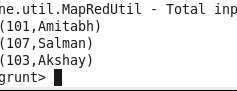 ne.util.MapRedUtil - Total inp
(101,Amitabh)
(107,Salman)
(103,Akshay)
grunt>